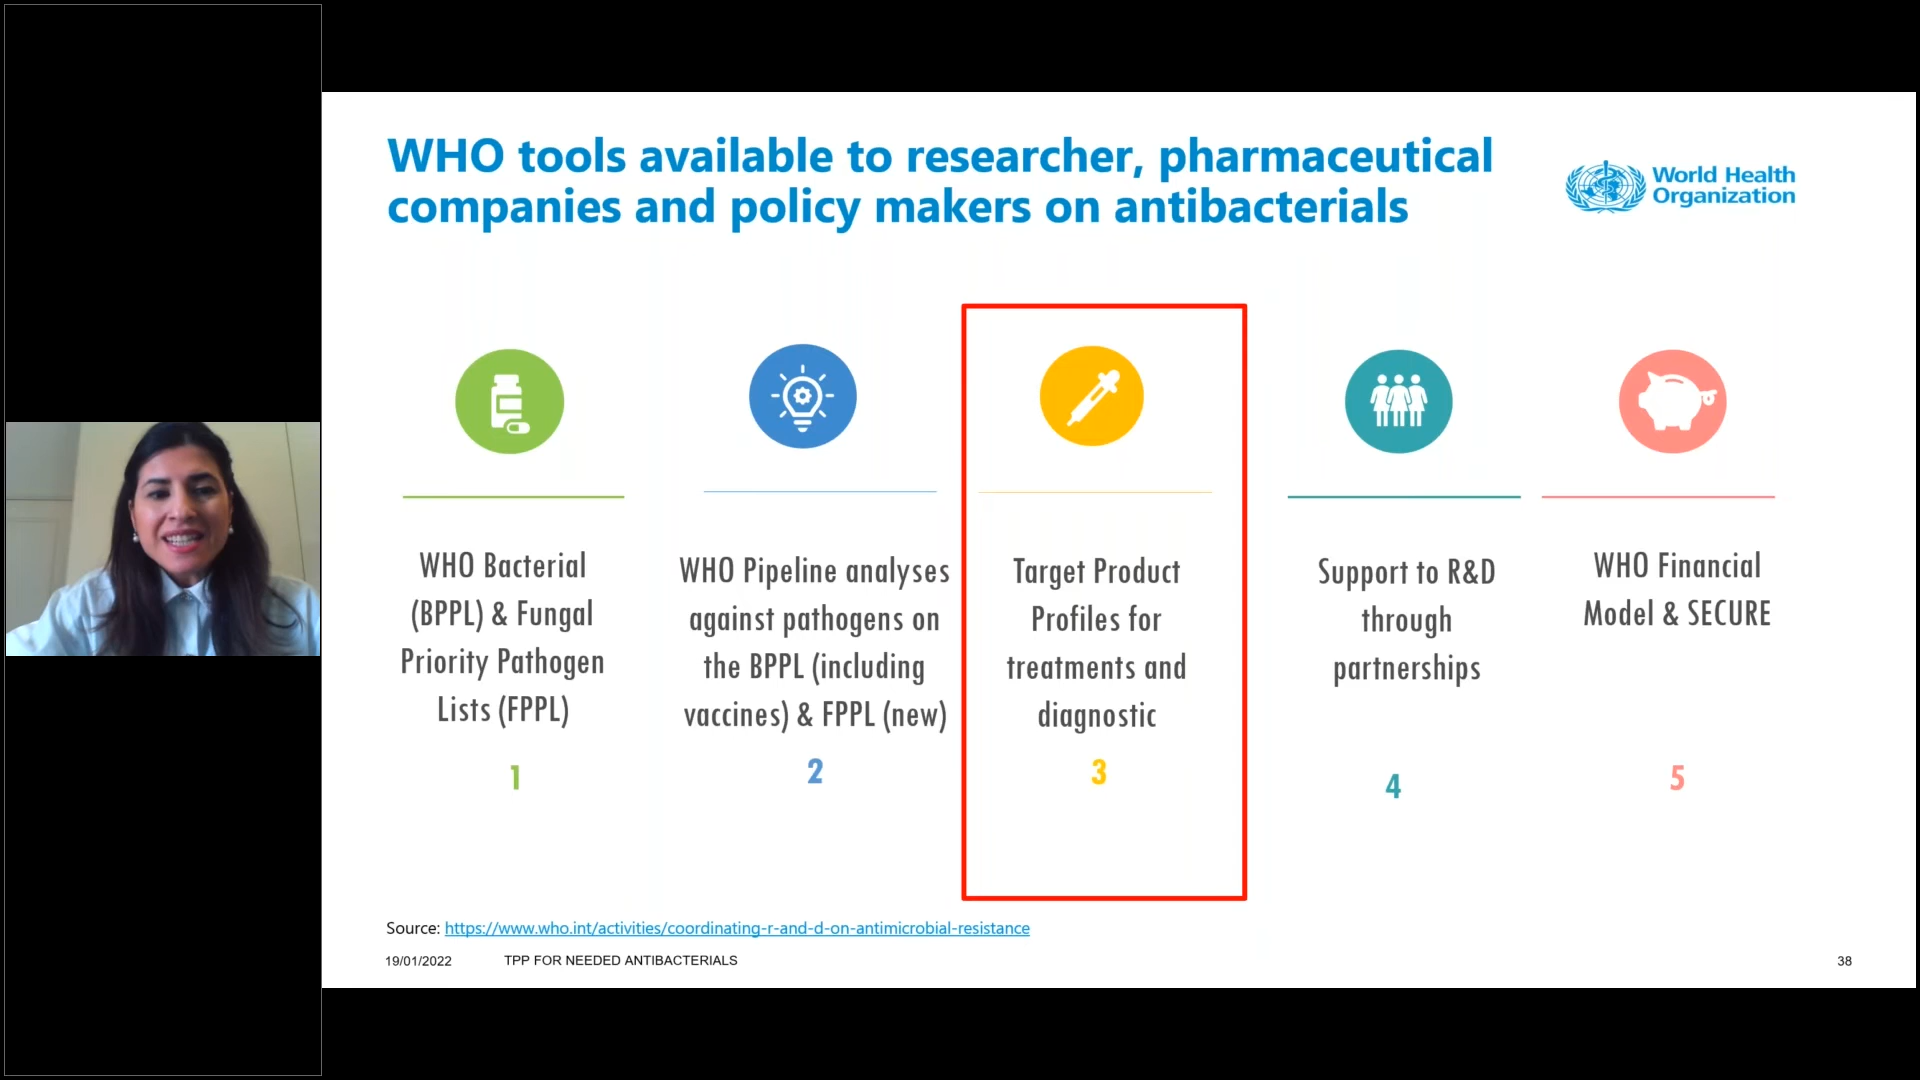 WHO tools available to researcher, pharmaceutical
companies and policy makers on antibacterials
World Health
Organization
WHO Bacterial
(BPPL) & Fungal
Priority Pathogen
Lists (FPPL)
1
WHO Pipeline analyses
against pathogens on
the BPPL (including
vaccines) & FPPL (new)
2
Target Product
Profiles for
treatments and
diagnostic
3
Support to R&D
through
partnerships
4
WHO Financial
Model & SECURE
5
Source: https://www.who.int/activities/coordinating-r-and-d-on-antimicrobial-resistance
19/01/2022
TPP FOR NEEDED ANTIBACTERIALS
38